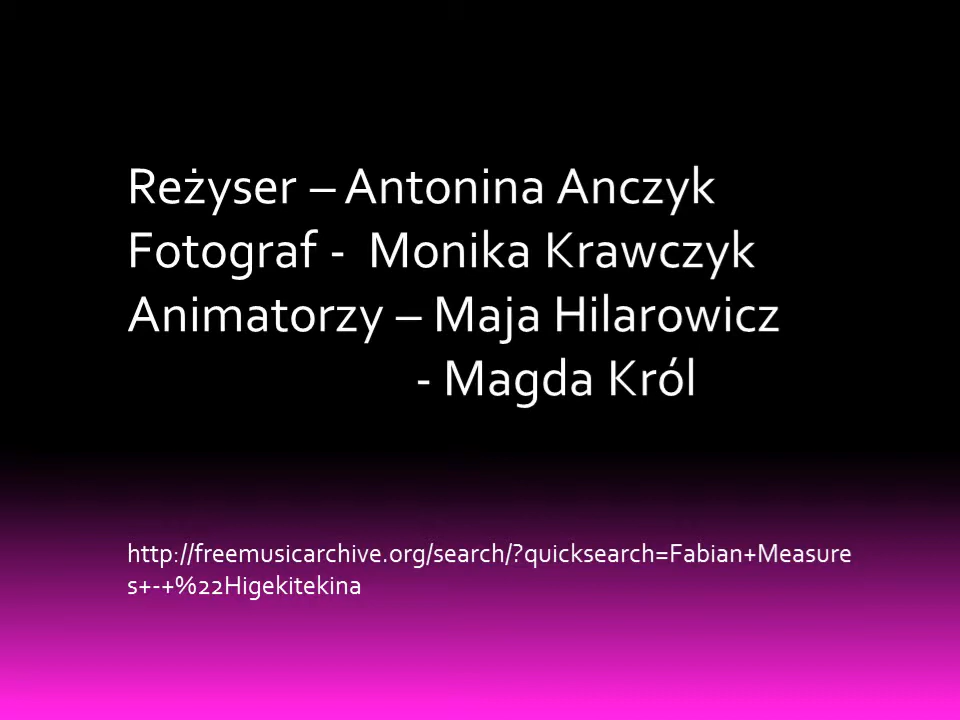 Reżyser – Antonina Anczyk
Fotograf -  Monika Krawczyk
Animatorzy – Maja Hilarowicz
- Magda Król
http://freemusicarchive.org/search/?quicksearch=Fabian+Measure
s+-+%22Higekitekina